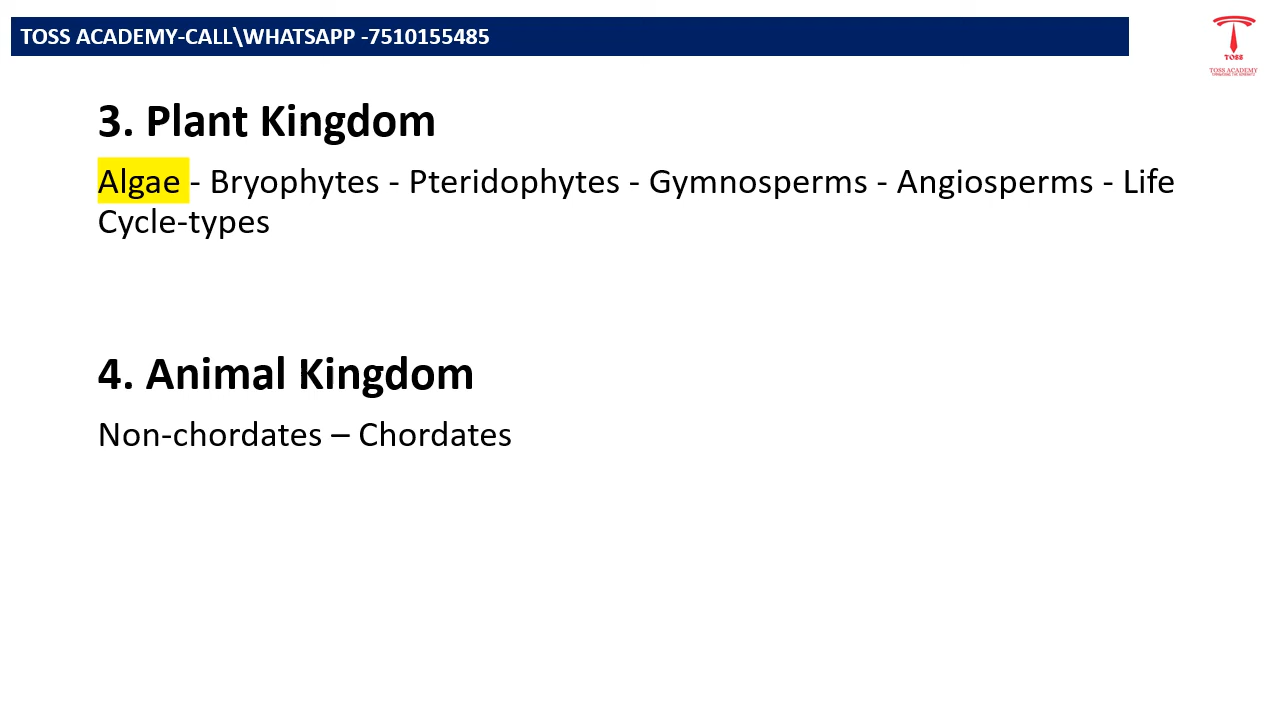 TOSS ACADEMY-CALL\WHATSAPP -7510155485
TOSS
TOSS ACADEMY
3. Plant Kingdom
Algae - Bryophytes - Pteridophytes - Gymnosperms - Angiosperms - Life
Cycle-types
4. Animal Kingdom
Non-chordates – Chordates